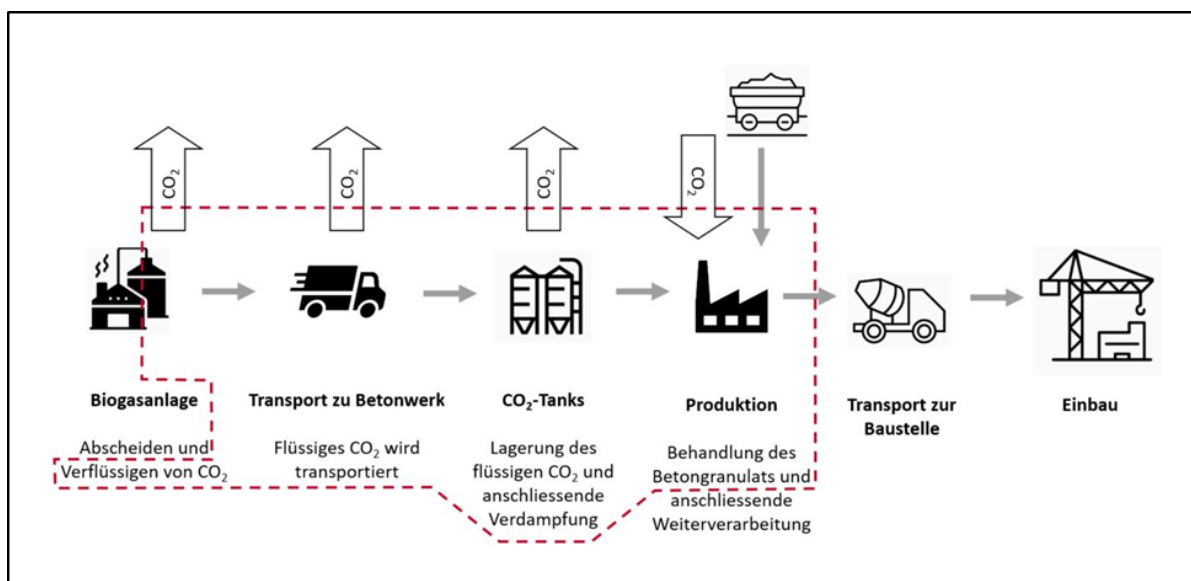 CO₂
CO₂
CO₂
CO₂
Biogasanlage
Abscheiden und
Verflüssigen von CO₂
Transport zu Betonwerk
Flüssiges CO₂ wird
transportiert
CO₂-Tanks
Lagerung des
flüssigen CO₂ und
anschliessende
Verdampfung
Produktion
Behandlung des
Betongranulats und
anschliessende
Weiterverarbeitung
Transport zur
Baustelle
Einbau